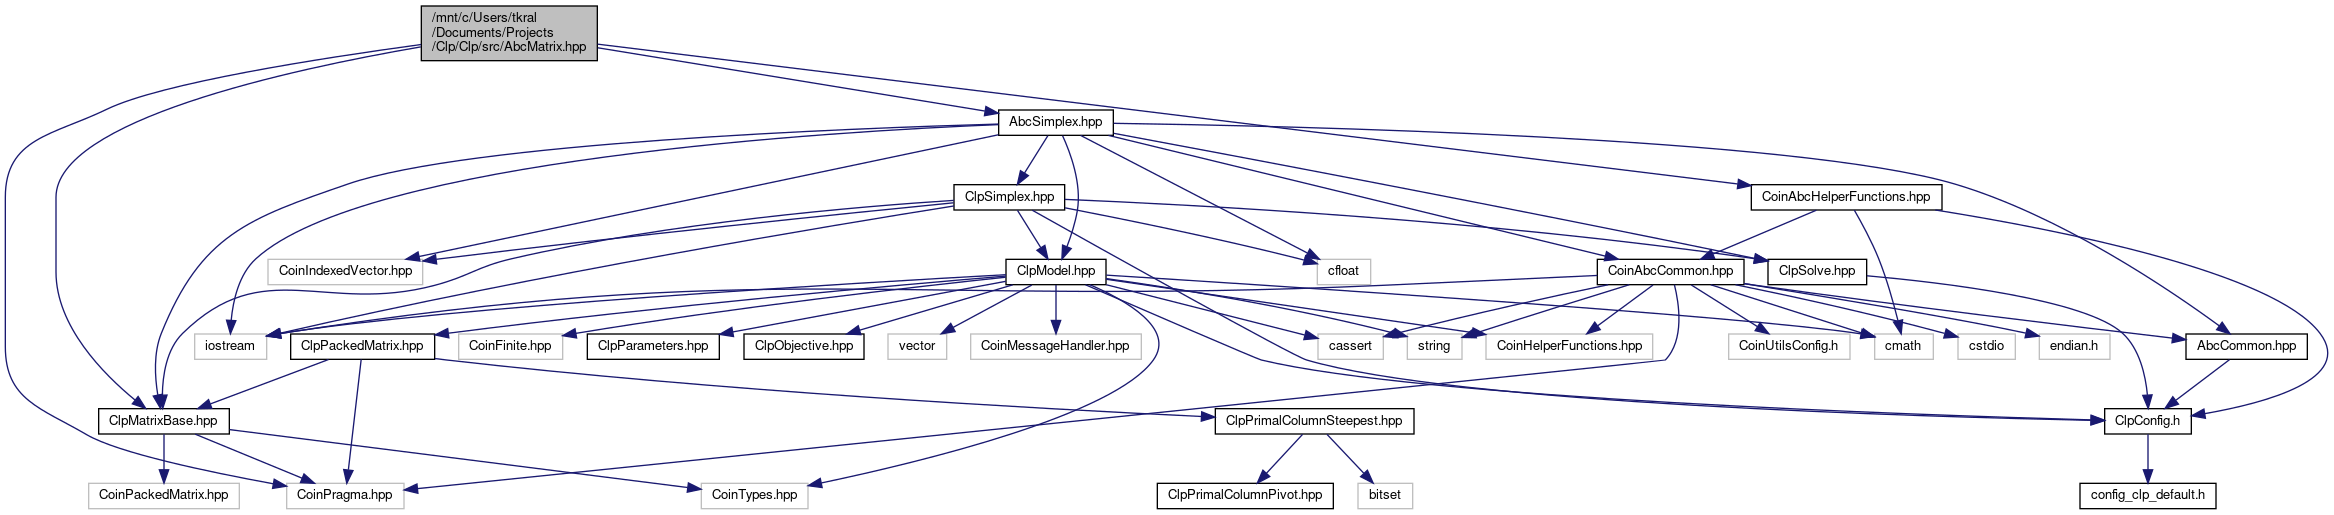 /mnt/c/Users/tkral
/Documents/Projects
/Clp/Clp/src/AbcMatrix.hpp
AbcSimplex.hpp
ClpSimplex.hpp
CoinAbcHelperFunctions.hpp
CoinIndexedVector.hpp
ClpModel.hpp
cfloat
CoinAbcCommon.hpp
ClpSolve.hpp
iostream
ClpPackedMatrix.hpp
CoinFinite.hpp
ClpParameters.hpp
ClpObjective.hpp
vector
CoinMessageHandler.hpp
cassert
string
CoinHelperFunctions.hpp
CoinUtilsConfig.h
cmath
cstdio
endian.h
AbcCommon.hpp
ClpMatrixBase.hpp
ClpPrimalColumnSteepest.hpp
ClpConfig.h
CoinPackedMatrix.hpp
CoinPragma.hpp
CoinTypes.hpp
ClpPrimalColumnPivot.hpp
bitset
config_clp_default.h